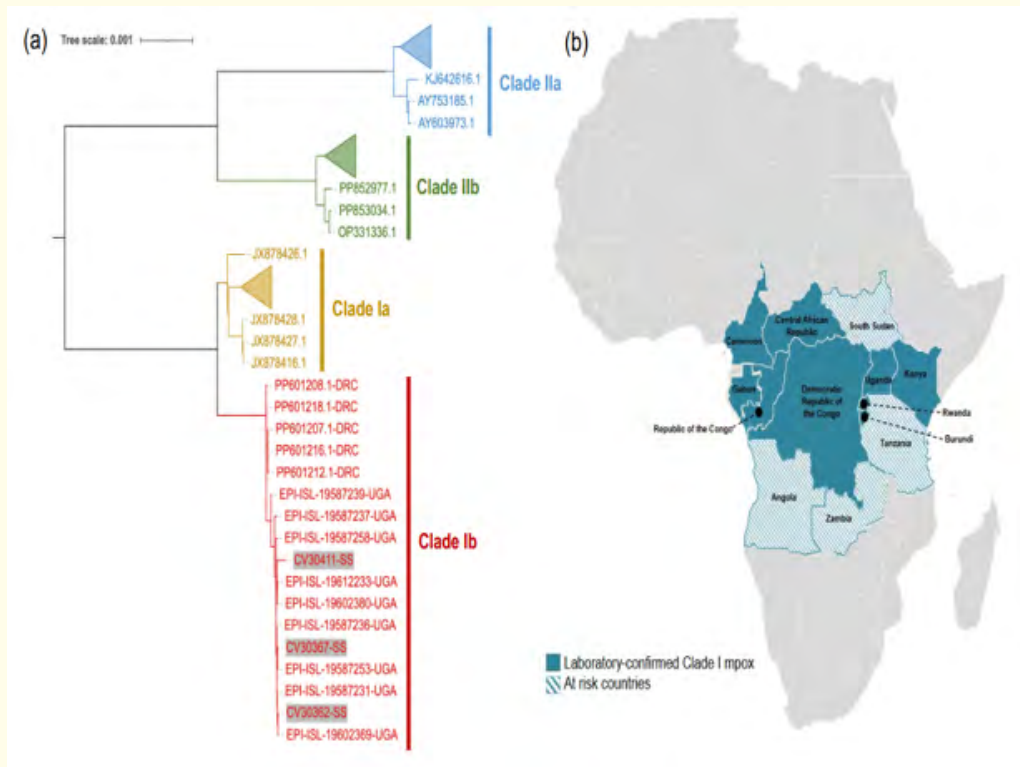 (a)
Tree scale: 0.001
KJ642616.1
AY753185.1
AY603973.1
Clade IIa
PP852977.1
PP853034.1
OP331336.1
Clade IIb
JX878426.1
JX878428.1
JX878427.1
JX878416.1
Clade Ia
PP601208.1-DRC
PP601218.1-DRC
PP601207.1-DRC
PP601216.1-DRC
PP601212.1-DRC
EPI-ISL-19587239-UGA
EPI-ISL-19587237-UGA
EPI-ISL-19587258-UGA
CV30411-SS
EPI-ISL-19612233-UGA
EPI-ISL-19602380-UGA
EPI-ISL-19587236-UGA
CV30367-SS
EPI-ISL-19587253-UGA
EPI-ISL-19587231-UGA
CV30362-SS
EPI-ISL-19602369-UGA
Clade Ib
(b)
Central African
Republic
South Sudan
Cameroon
Gabon
Democratic
Republic of
the Congo
Uganda
Kenya
Rwanda
Republic of the Congo
Burundi
Tanzania
Angola
Zambia
Laboratory-confirmed Clade I mpox
At risk countries